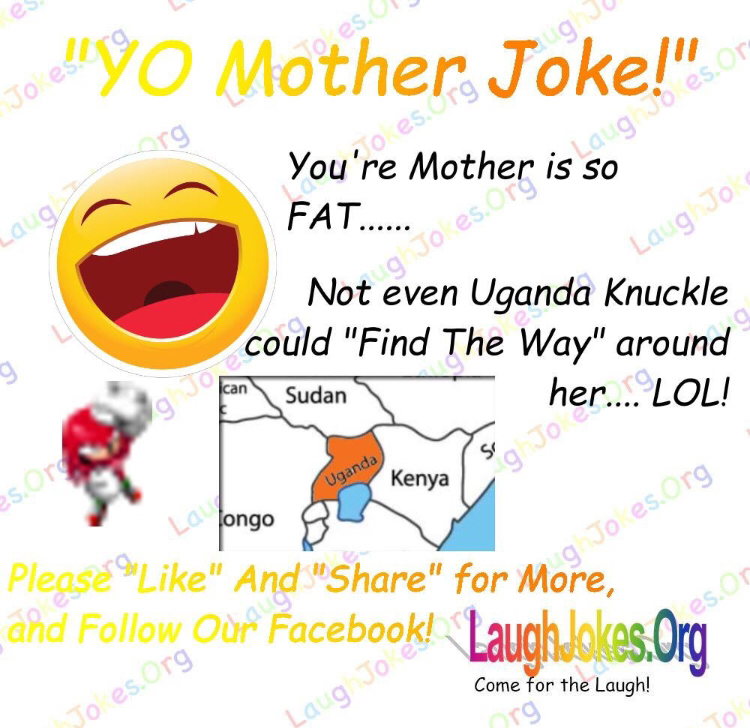 "YO Mother Joke!"
You're Mother is so
FAT......
Not even Uganda Knuckle
could "Find The Way" around
her.... LOL!
ican
Sudan
c
Uganda
Kenya
So
ongo
Please "Like" And "Share" for More,
and Follow Our Facebook!
LaughJokes.Org
Come for the Laugh!